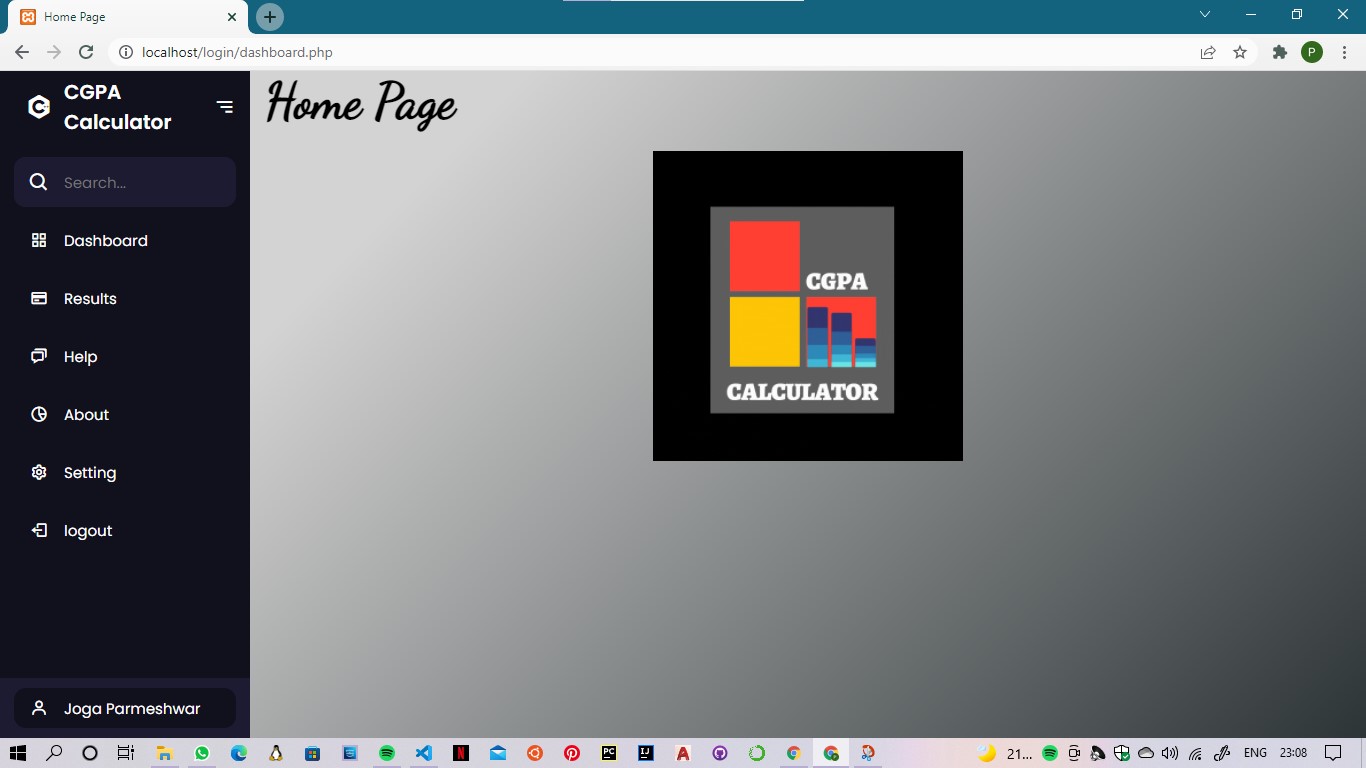 Home Page
localhost/login/dashboard.php
P
CGPA
Calculator
Search...
Dashboard
Results
Help
About
Setting
logout
Joga Parmeshwar
Home Page
CGPA
CALCULATOR
21...
ENG
23:08